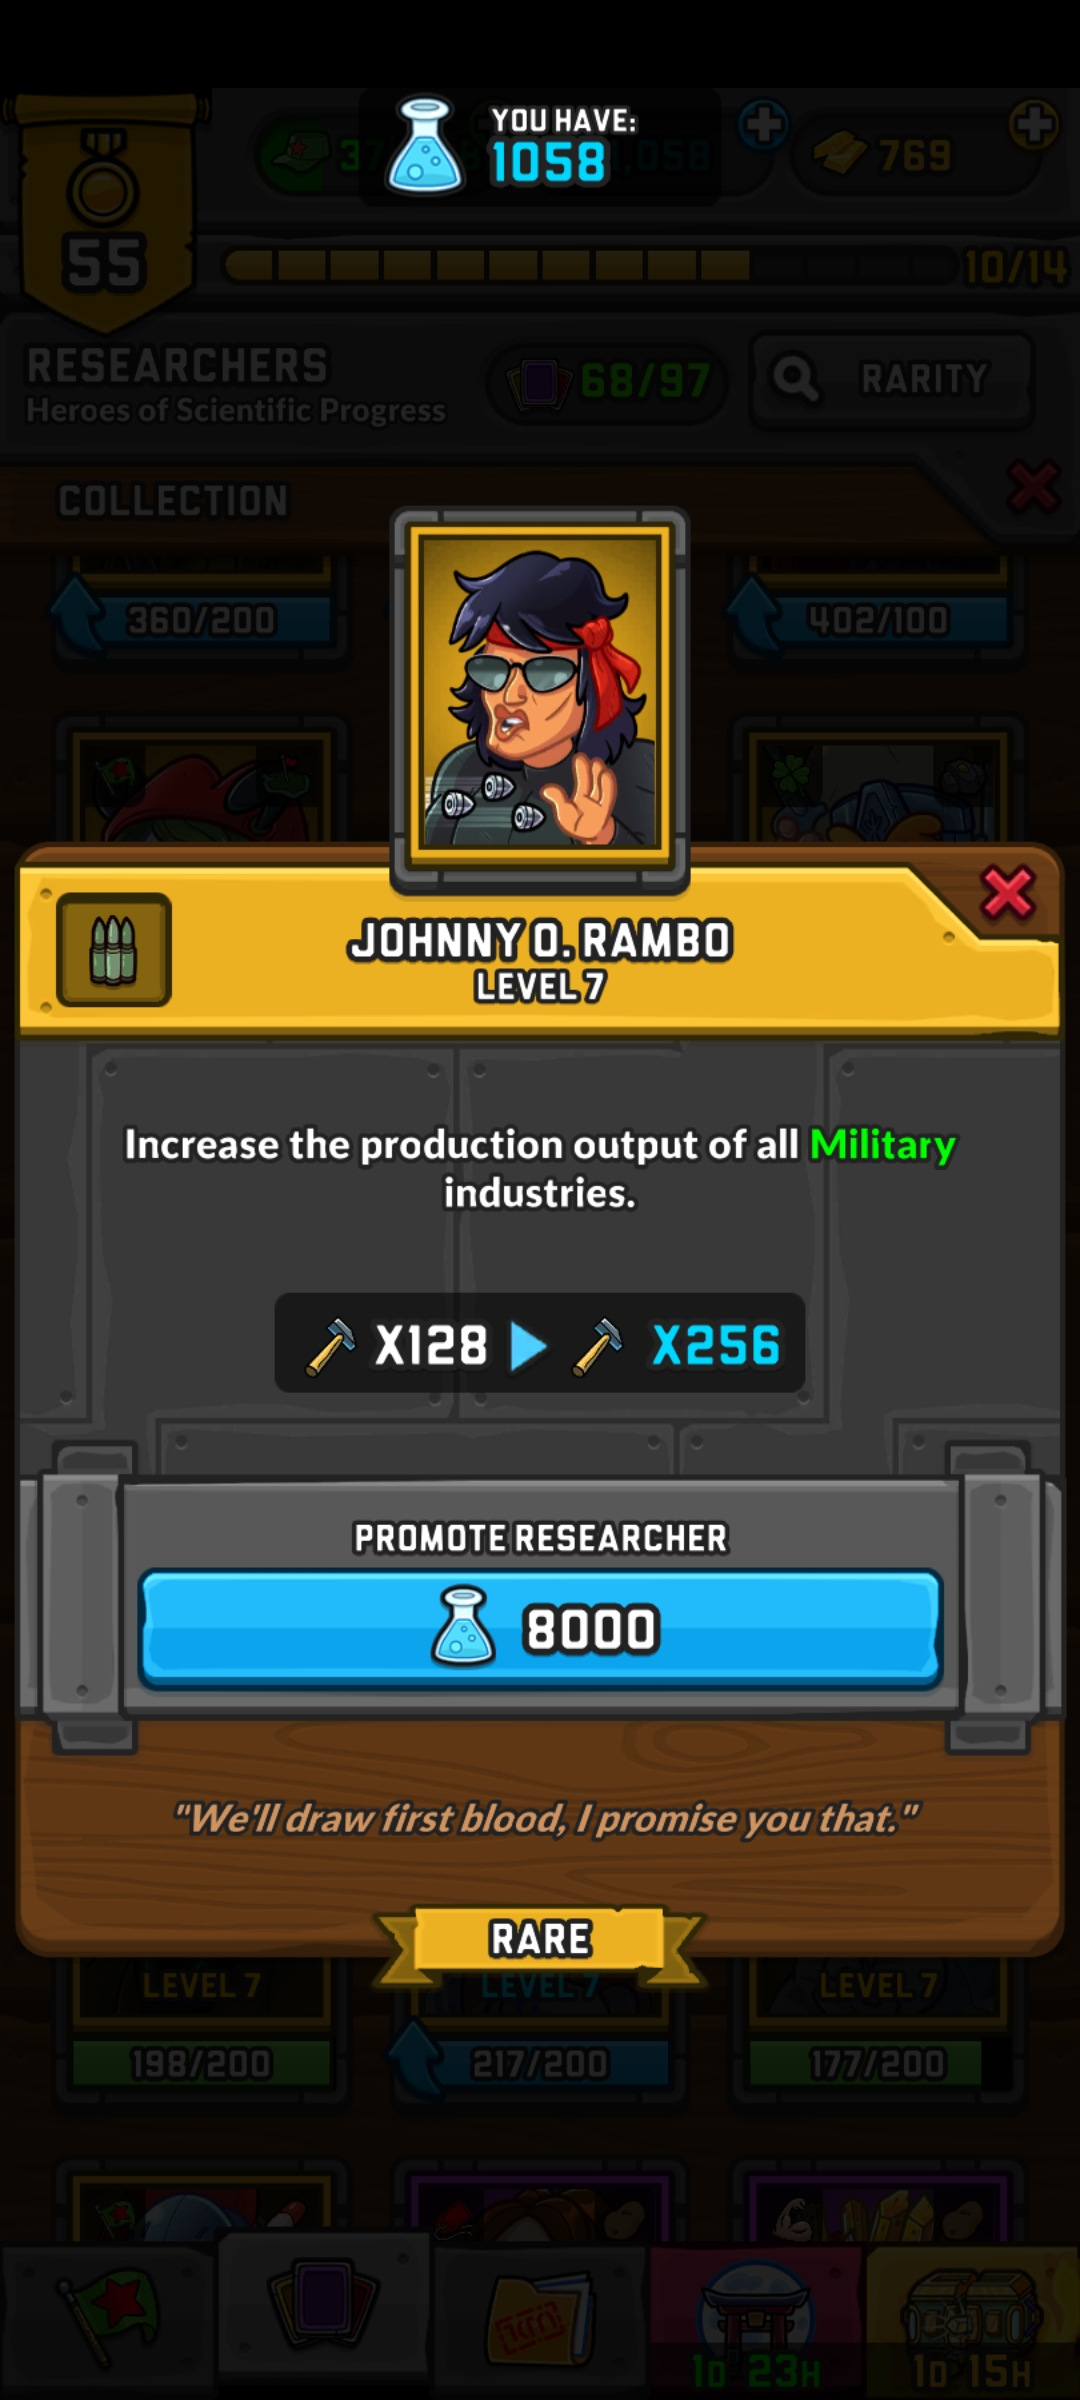 YOU HAVE:
1058
769
55
10/14
RESEARCHERS
Heroes of Scientific Progress
68/97
RARITY
COLLECTION
360/200
402/100
JOHNNY O. RAMBO
LEVEL 7
Increase the production output of all Military
industries.
X128
X256
PROMOTE RESEARCHER
8000
"We'll draw first blood, I promise you that."
RARE
LEVEL 7
LEVEL 7
LEVEL 7
198/200
217/200
177/200
1D 23H
1D 15H